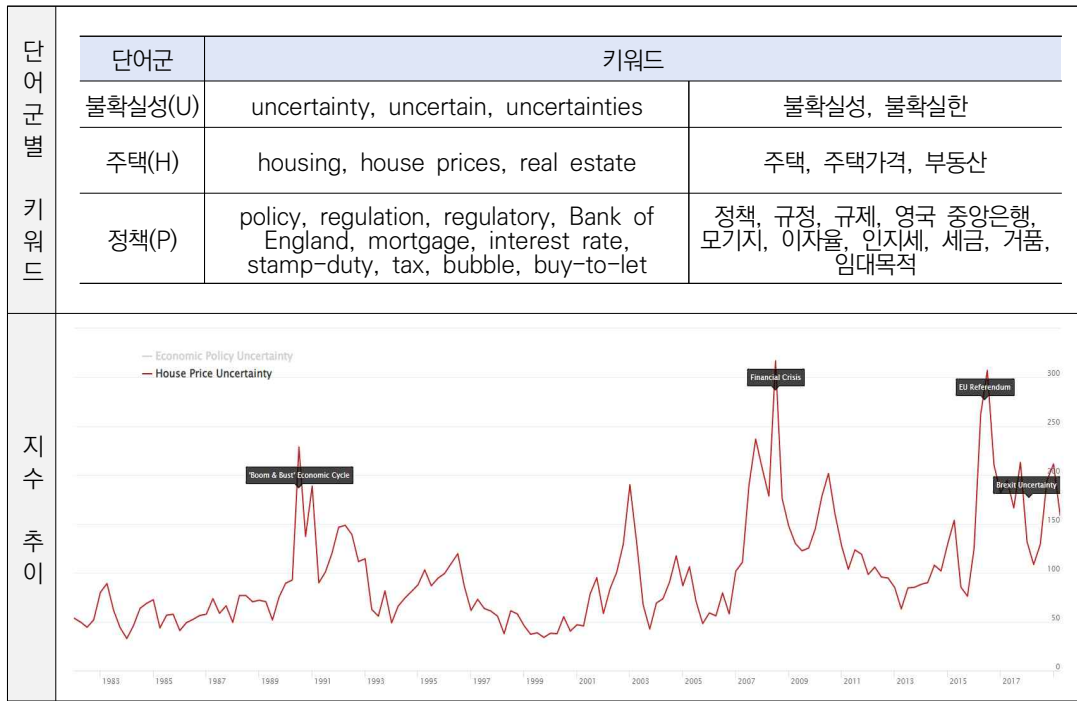 단어군별 키워드
단어군 키워드
불확실성(U) uncertainty, uncertain, uncertainties 불확실성, 불확실한
주택(H) housing, house prices, real estate 주택, 주택가격, 부동산
정책(P)
policy, regulation, regulatory, Bank of
England, mortgage, interest rate,
stamp-duty, tax, bubble, buy-to-let
정책, 규정, 규제, 영국 중앙은행,
모기지, 이자율, 인지세, 세금, 거품,
임대목적
지수 추이
Economic Policy Uncertainty
House Price Uncertainty
'Boom & Bust' Economic Cycle
Financial Crisis
EU Referendum
Brexit Uncertainty
300
250
200
150
100
50
0
1983 1985 1987 1989 1991 1993 1995 1997 1999 2001 2003 2005 2007 2009 2011 2013 2015 2017